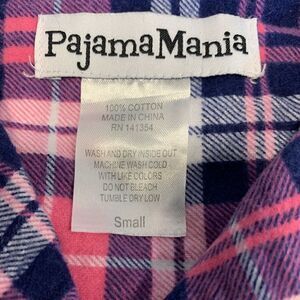 PajamaMania
100% COTTON
MADE IN CHINA
RN 141354
WASH AND DRY INSIDE OUT
MACHINE WASH COLD
WITH LIKE COLORS
DO NOT BLEACH
TUMBLE DRY LOW
Small